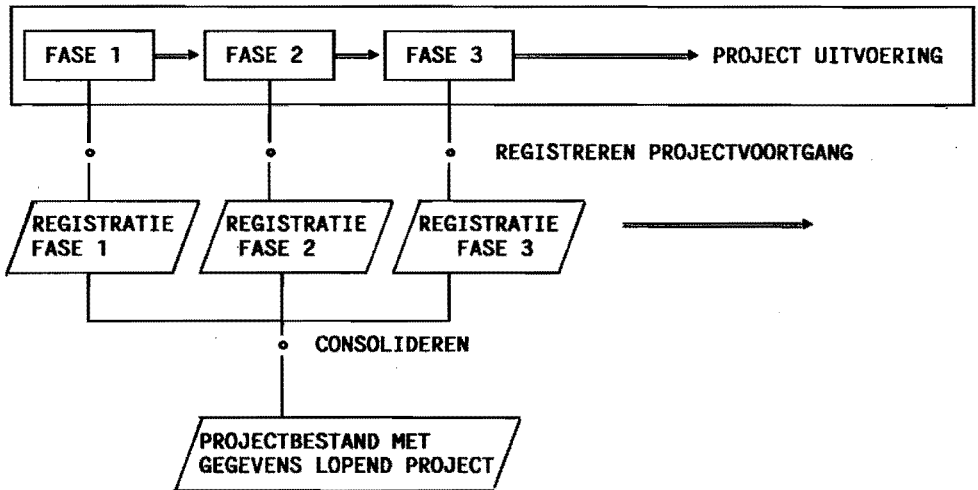 FASE 1 FASE 2 FASE 3 PROJECT UITVOERING
REGISTREREN PROJECTVOORTGANG
REGISTRATIE FASE 1
REGISTRATIE FASE 2
REGISTRATIE FASE 3
CONSOLIDEREN
PROJECTBESTAND MET
GEGEVENS LOPEND PROJECT